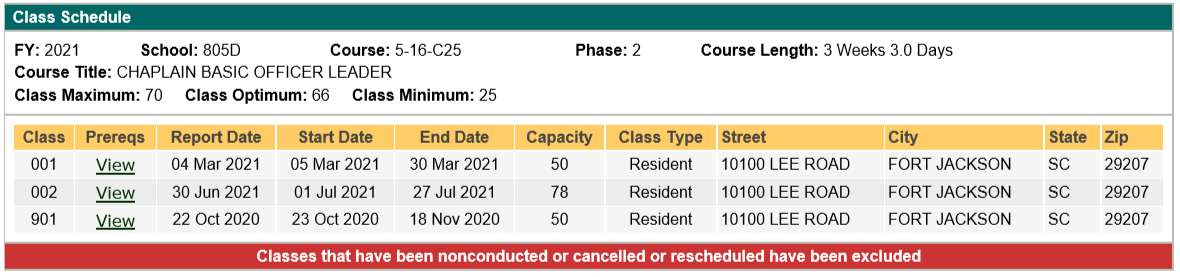 Class Schedule
FY: 2021 School: 805D Course: 5-16-C25 Phase: 2 Course Length: 3 Weeks 3.0 Days
Course Title: CHAPLAIN BASIC OFFICER LEADER
Class Maximum: 70 Class Optimum: 66 Class Minimum: 25
Class Prereqs Report Date Start Date End Date Capacity Class Type Street City State Zip
001 View 04 Mar 2021 05 Mar 2021 30 Mar 2021 50 Resident 10100 LEE ROAD FORT JACKSON SC 29207
002 View 30 Jun 2021 01 Jul 2021 27 Jul 2021 78 Resident 10100 LEE ROAD FORT JACKSON SC 29207
901 View 22 Oct 2020 23 Oct 2020 18 Nov 2020 50 Resident 10100 LEE ROAD FORT JACKSON SC 29207
Classes that have been nonconducted or cancelled or rescheduled have been excluded